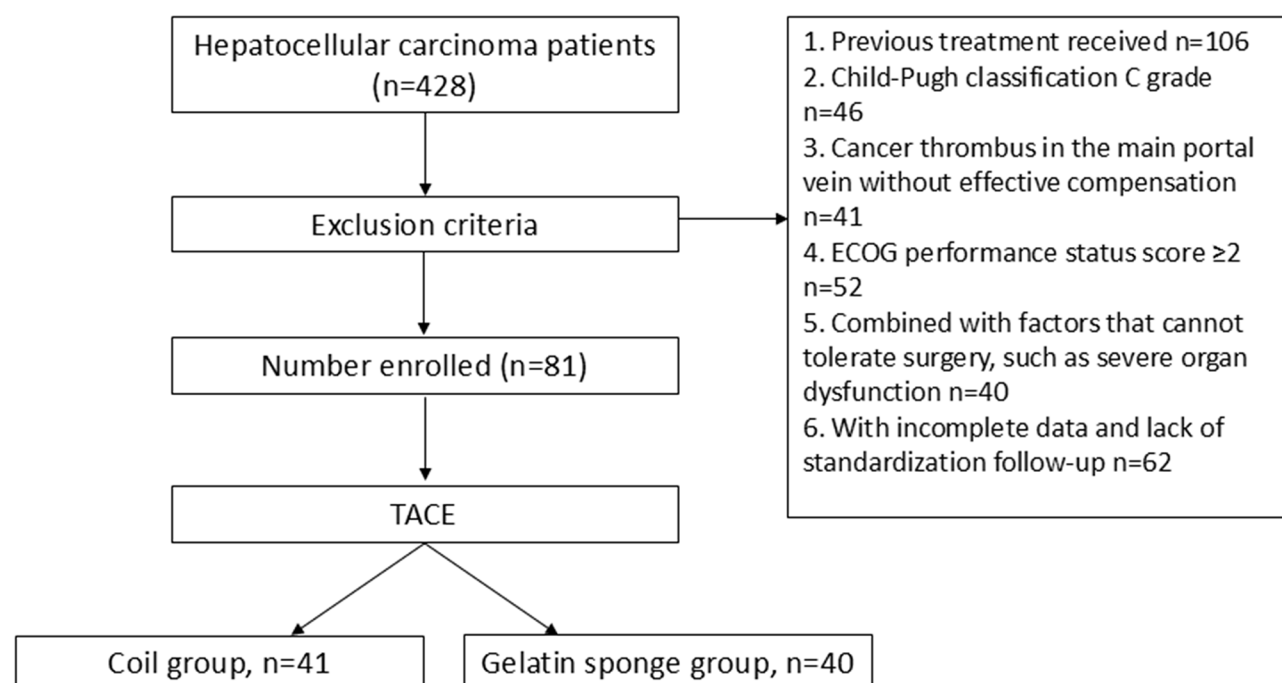 Hepatocellular carcinoma patients
(n=428)
Exclusion criteria
Number enrolled (n=81)
TACE
Coil group, n=41
Gelatin sponge group, n=40
1. Previous treatment received n=106
2. Child-Pugh classification C grade
n=46
3. Cancer thrombus in the main portal
vein without effective compensation
n=41
4. ECOG performance status score ≥2
n=52
5. Combined with factors that cannot
tolerate surgery, such as severe organ
dysfunction n=40
6. With incomplete data and lack of
standardization follow-up n=62